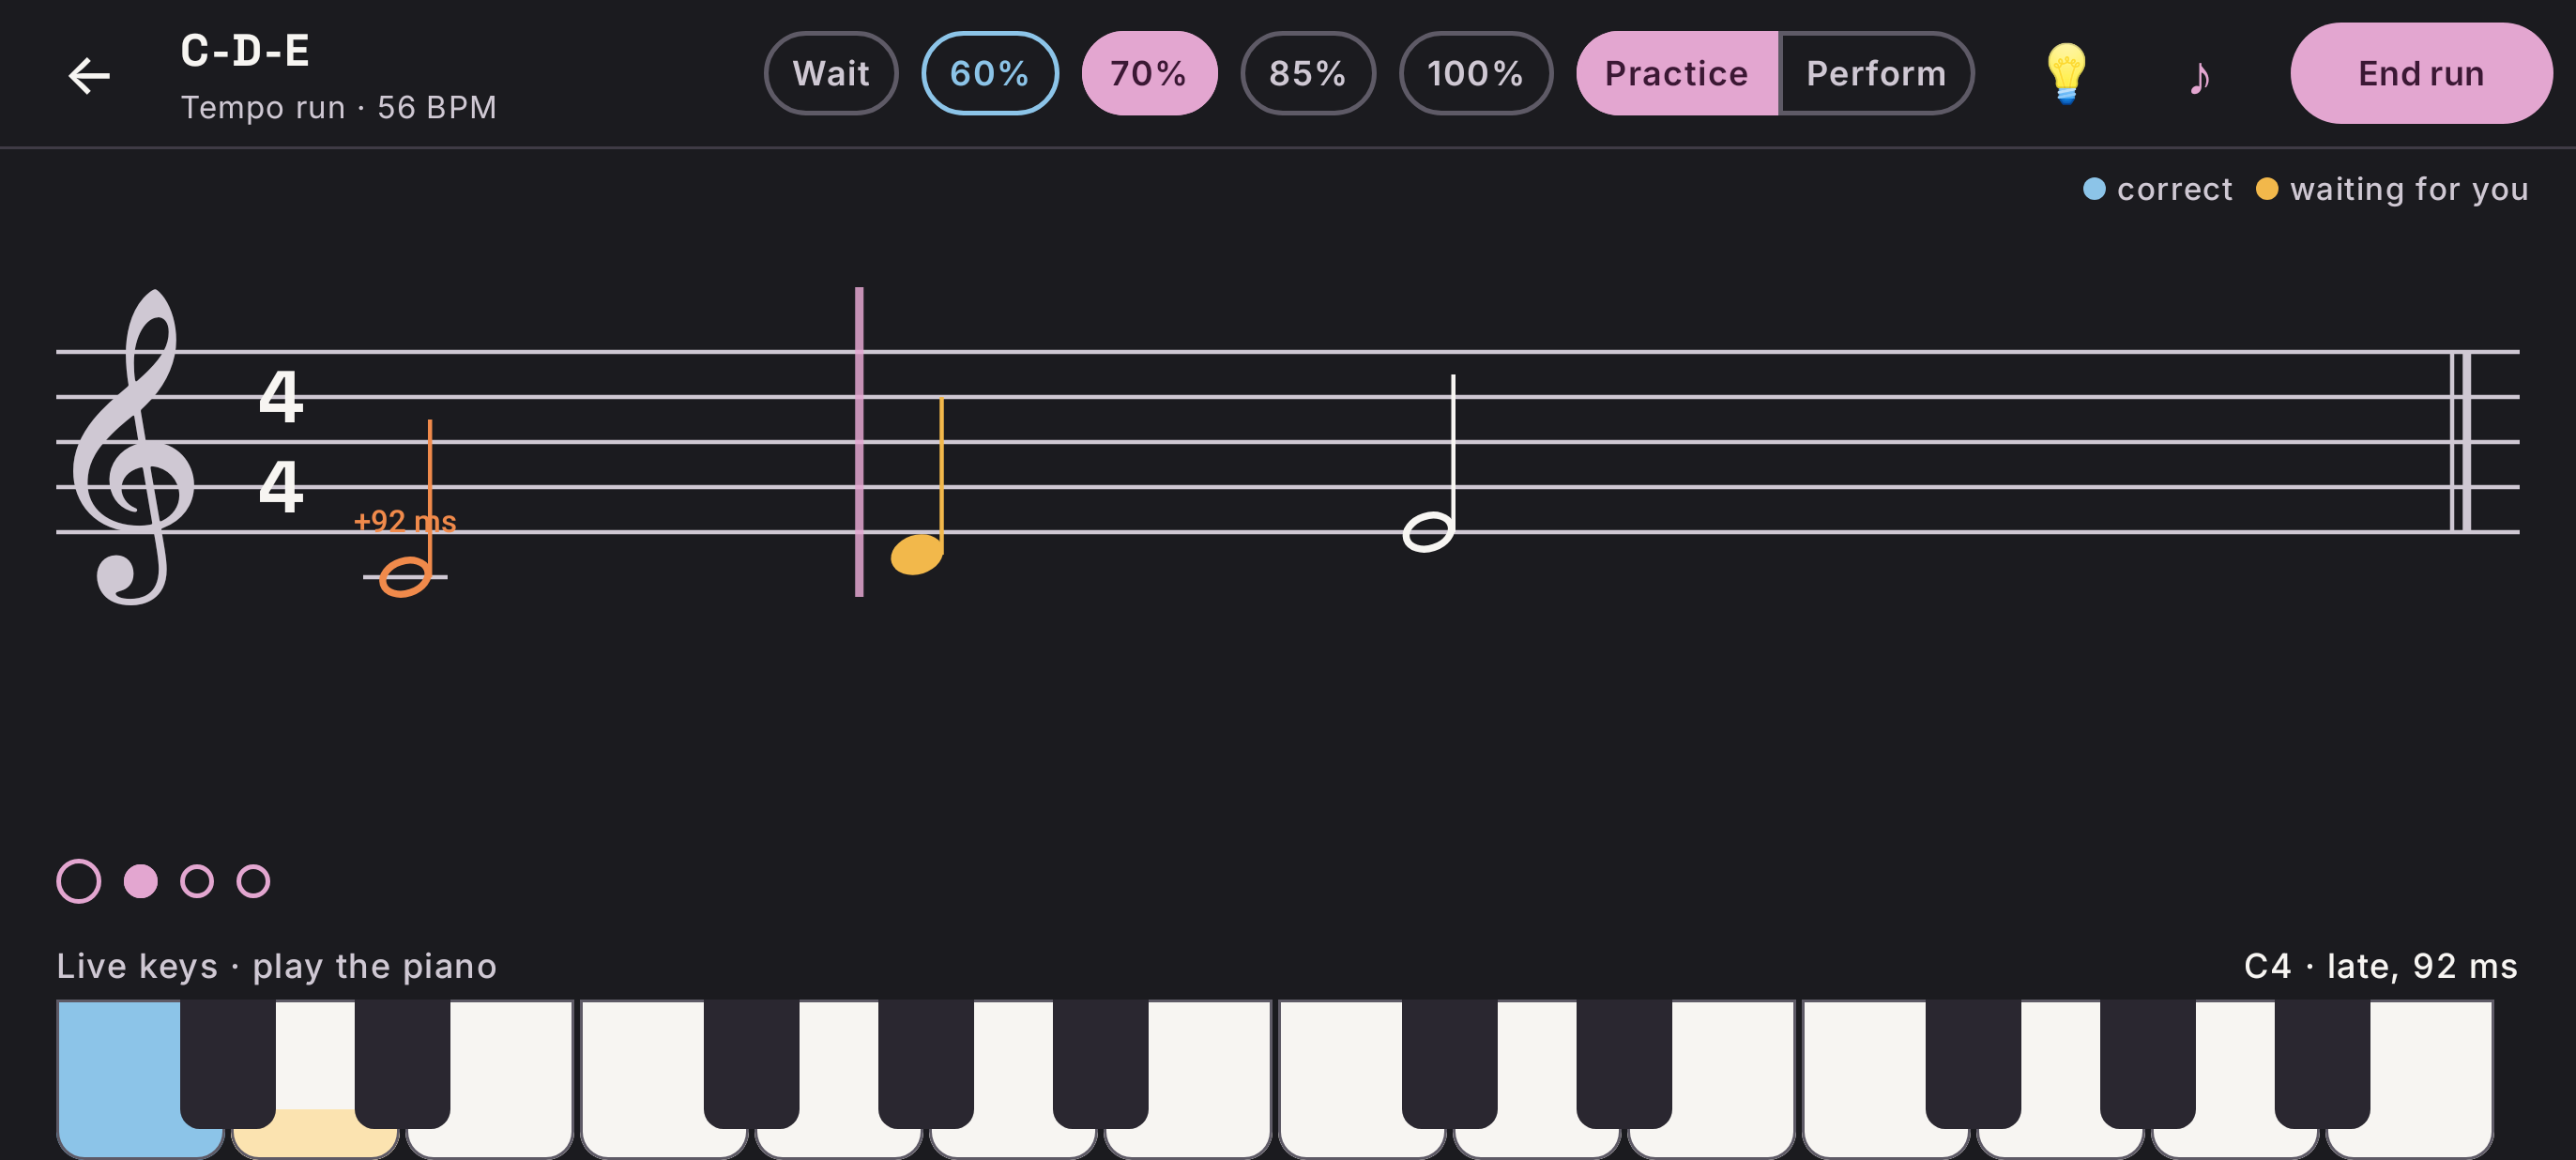 C-D-E
Tempo run · 56 BPM
Wait
60%
70%
85%
100%
Practice
Perform
End run
correct
waiting for you
4
4
+92 ms
Live keys · play the piano
C4 · late, 92 ms